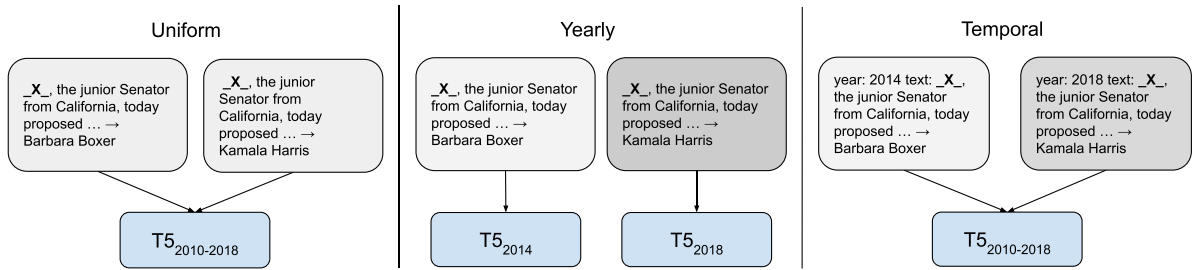 Uniform
_X_, the junior Senator
from California, today
proposed … →
Barbara Boxer
_X_, the junior
Senator from
California, today
proposed … →
Kamala Harris
T5 2010-2018
Yearly
_X_, the junior Senator
from California, today
proposed … →
Barbara Boxer
_X_, the junior Senator
from California, today
proposed … →
Kamala Harris
T5 2014
T5 2018
Temporal
year: 2014 text: _X_,
the junior Senator
from California, today
proposed … →
Barbara Boxer
year: 2018 text: _X_,
the junior Senator
from California, today
proposed … →
Kamala Harris
T5 2010-2018